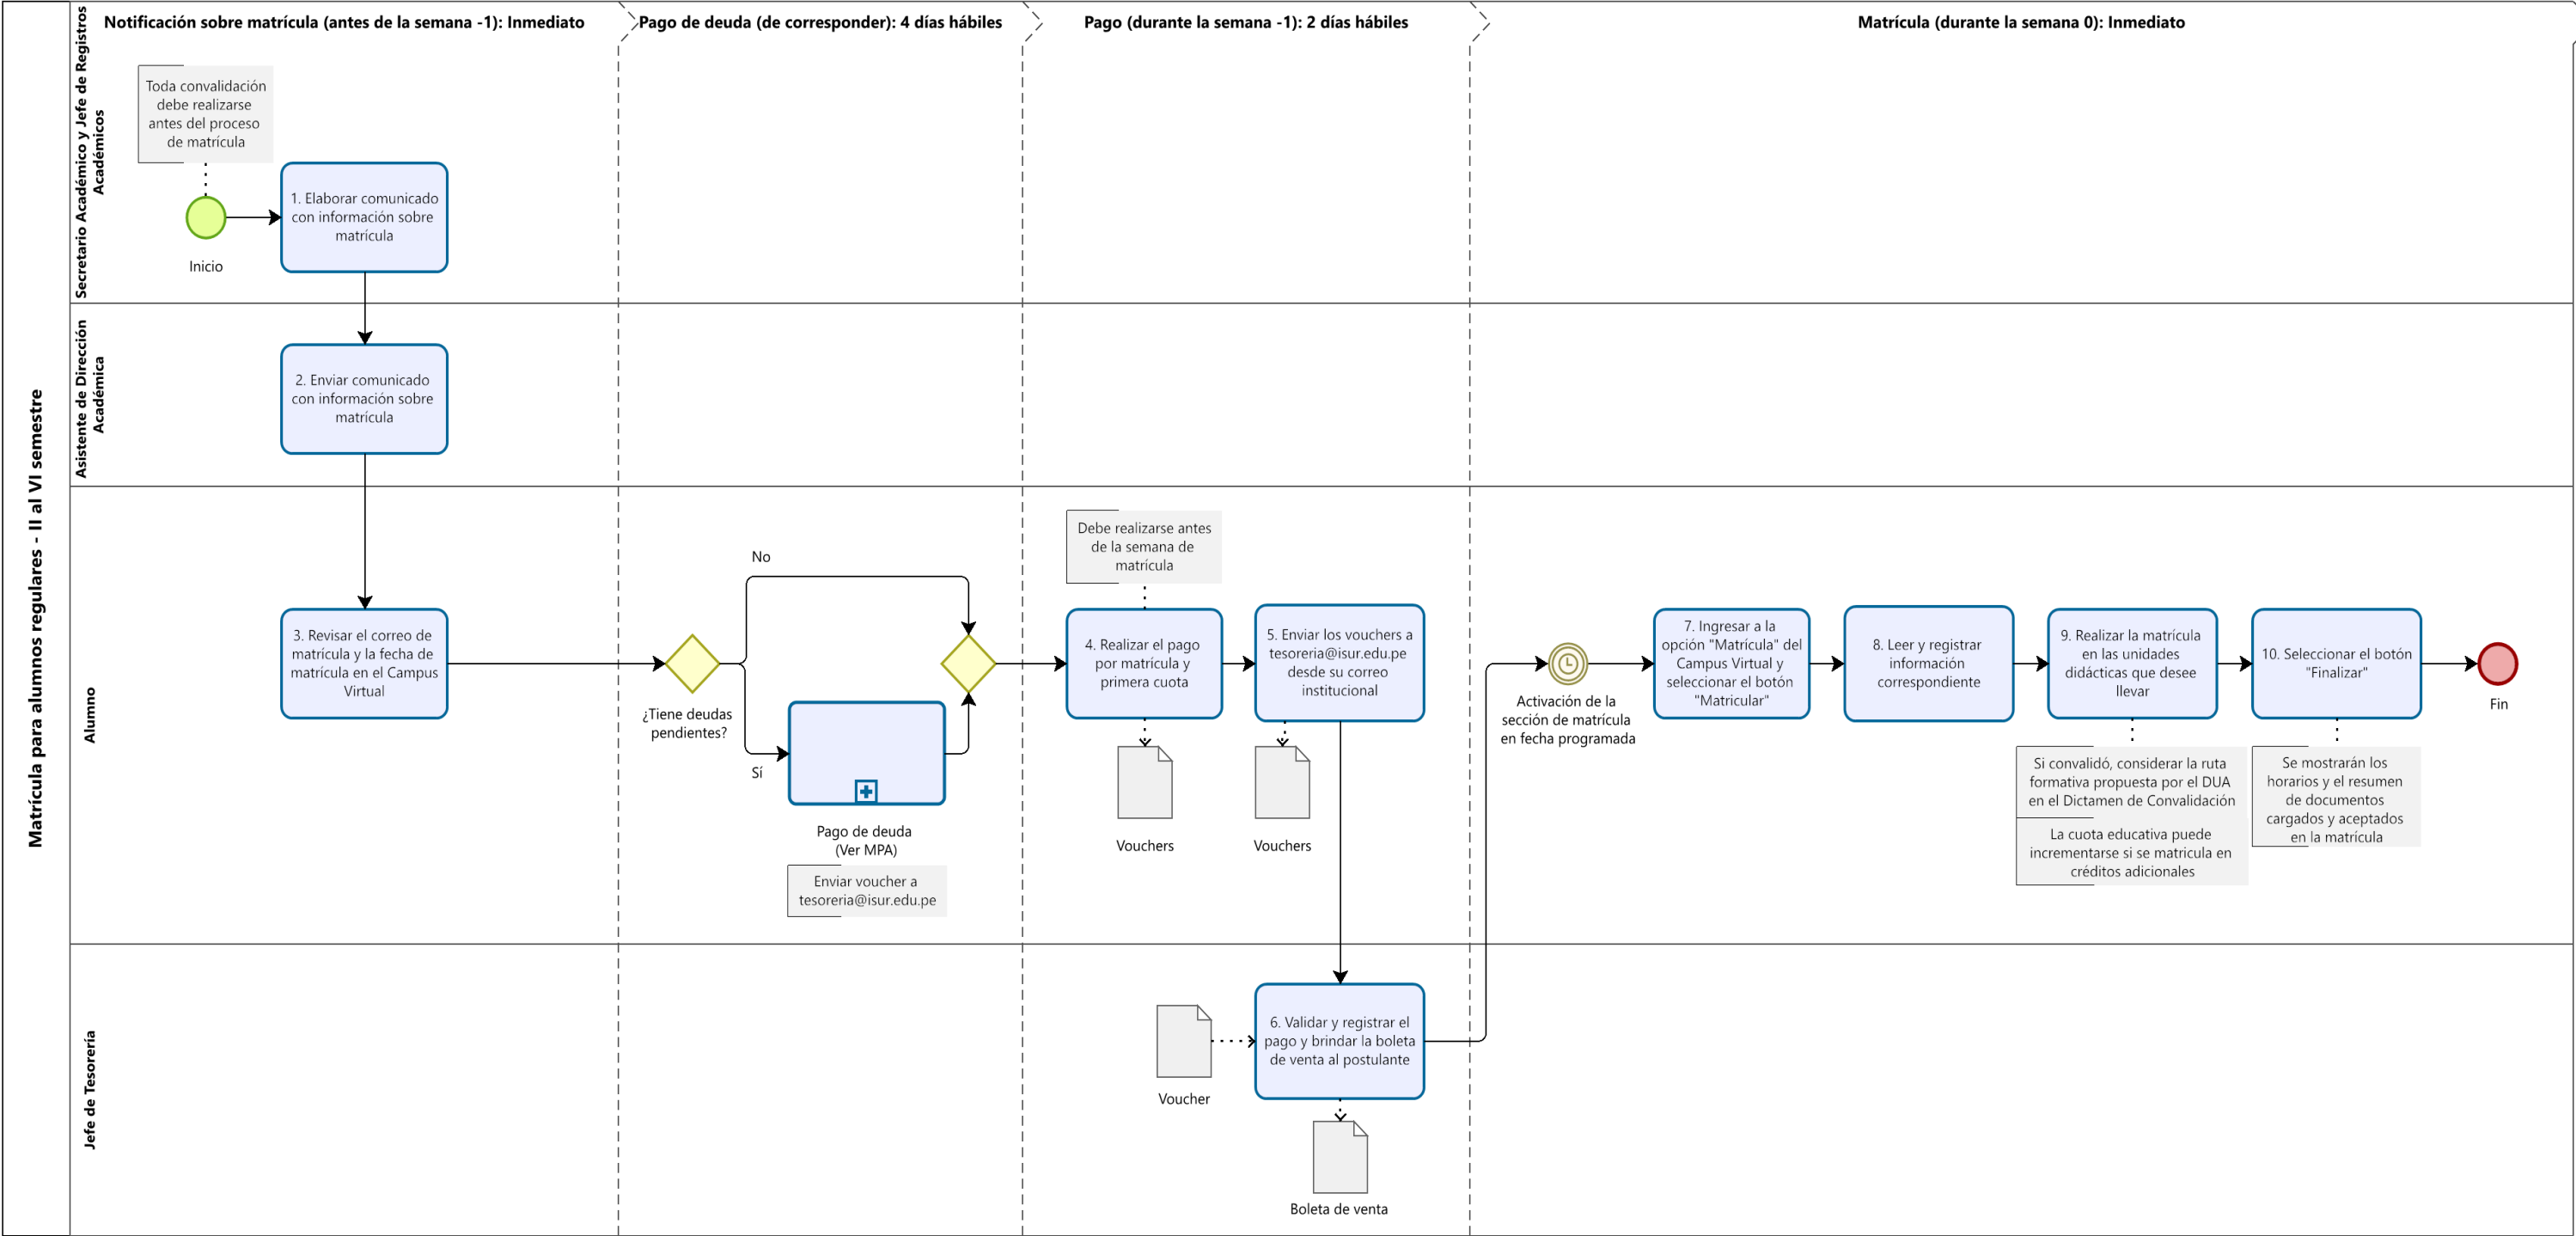 Matrícula para alumnos regulares - II al VI semestre
Notificación sobre matrícula (antes de la semana -1): Inmediato
Pago de deuda (de corresponder): 4 días hábiles
Pago (durante la semana -1): 2 días hábiles
Matrícula (durante la semana 0): Inmediato
Secretario Académico y Jefe de Registros
Académicos
Toda convalidación
debe realizarse
antes del proceso
de matrícula
Inicio
1. Elaborar comunicado
con información sobre
matrícula
Asistente de Dirección
Académica
2. Enviar comunicado
con información sobre
matrícula
Alumno
3. Revisar el correo de
matrícula y la fecha de
matrícula en el Campus
Virtual
¿Tiene deudas
pendientes?
No
Sí
Pago de deuda
(Ver MPA)
Enviar voucher a
tesoreria@isur.edu.pe
Debe realizarse antes
de la semana de
matrícula
4. Realizar el pago
por matrícula y
primera cuota
Vouchers
5. Enviar los vouchers a
tesoreria@isur.edu.pe
desde su correo
institucional
Vouchers
Activación de la
sección de matrícula
en fecha programada
7. Ingresar a la
opción "Matrícula" del
Campus Virtual y
seleccionar el botón
"Matricular"
8. Leer y registrar
información
correspondiente
9. Realizar la matrícula
en las unidades
didácticas que desee
llevar
Si convalidó, considerar la ruta
formativa propuesta por el DUA
en el Dictamen de Convalidación
La cuota educativa puede
incrementarse si se matricula en
créditos adicionales
10. Seleccionar el botón
"Finalizar"
Se mostrarán los
horarios y el resumen
de documentos
cargados y aceptados
en la matrícula
Fin
Jefe de Tesorería
Voucher
6. Validar y registrar el
pago y brindar la boleta
de venta al postulante
Boleta de venta